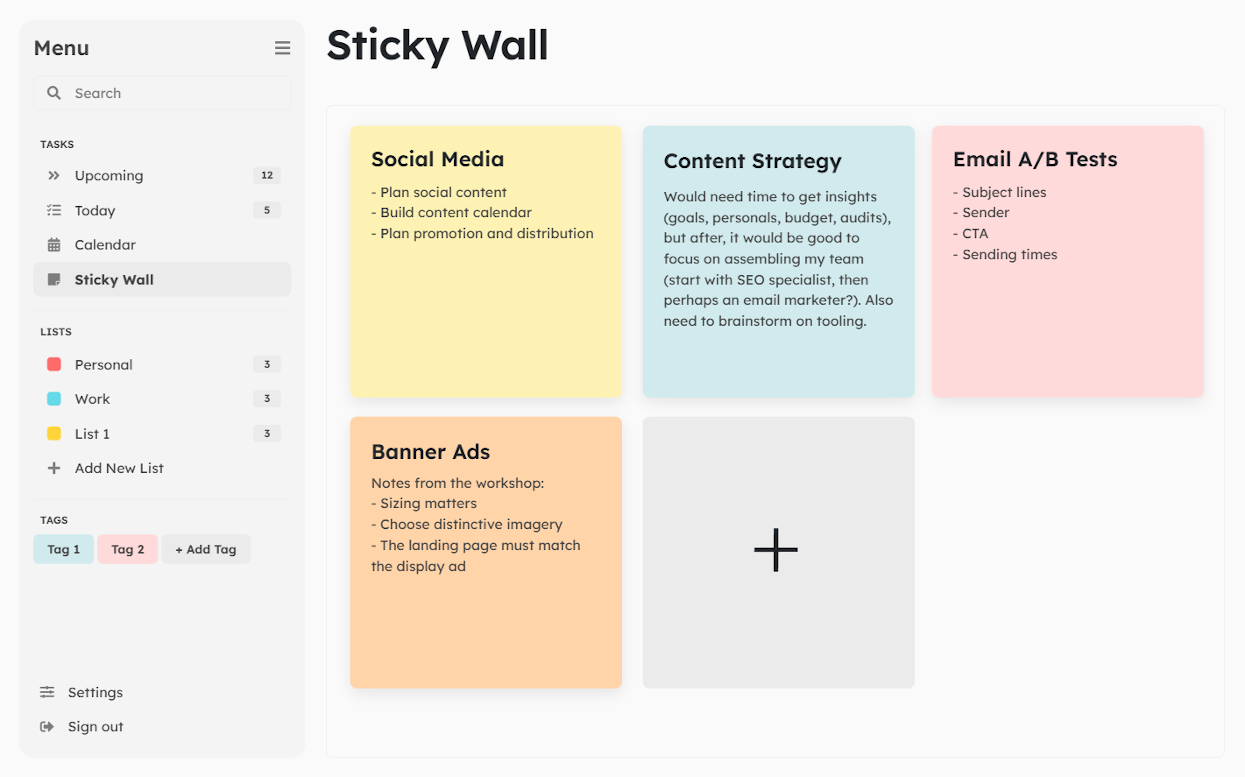 Menu
Search
TASKS
Upcoming 12
Today 5
Calendar
Sticky Wall
LISTS
Personal 3
Work 3
List 1 3
Add New List
TAGS
Tag 1 Tag 2 + Add Tag
Settings
Sign out
Sticky Wall
Social Media
- Plan social content
- Build content calendar
- Plan promotion and distribution
Content Strategy
Would need time to get insights
(goals, personals, budget, audits),
but after, it would be good to
focus on assembling my team
(start with SEO specialist, then
perhaps an email marketer?). Also
need to brainstorm on tooling.
Email A/B Tests
- Subject lines
- Sender
- CTA
- Sending times
Banner Ads
Notes from the workshop:
- Sizing matters
- Choose distinctive imagery
- The landing page must match
the display ad